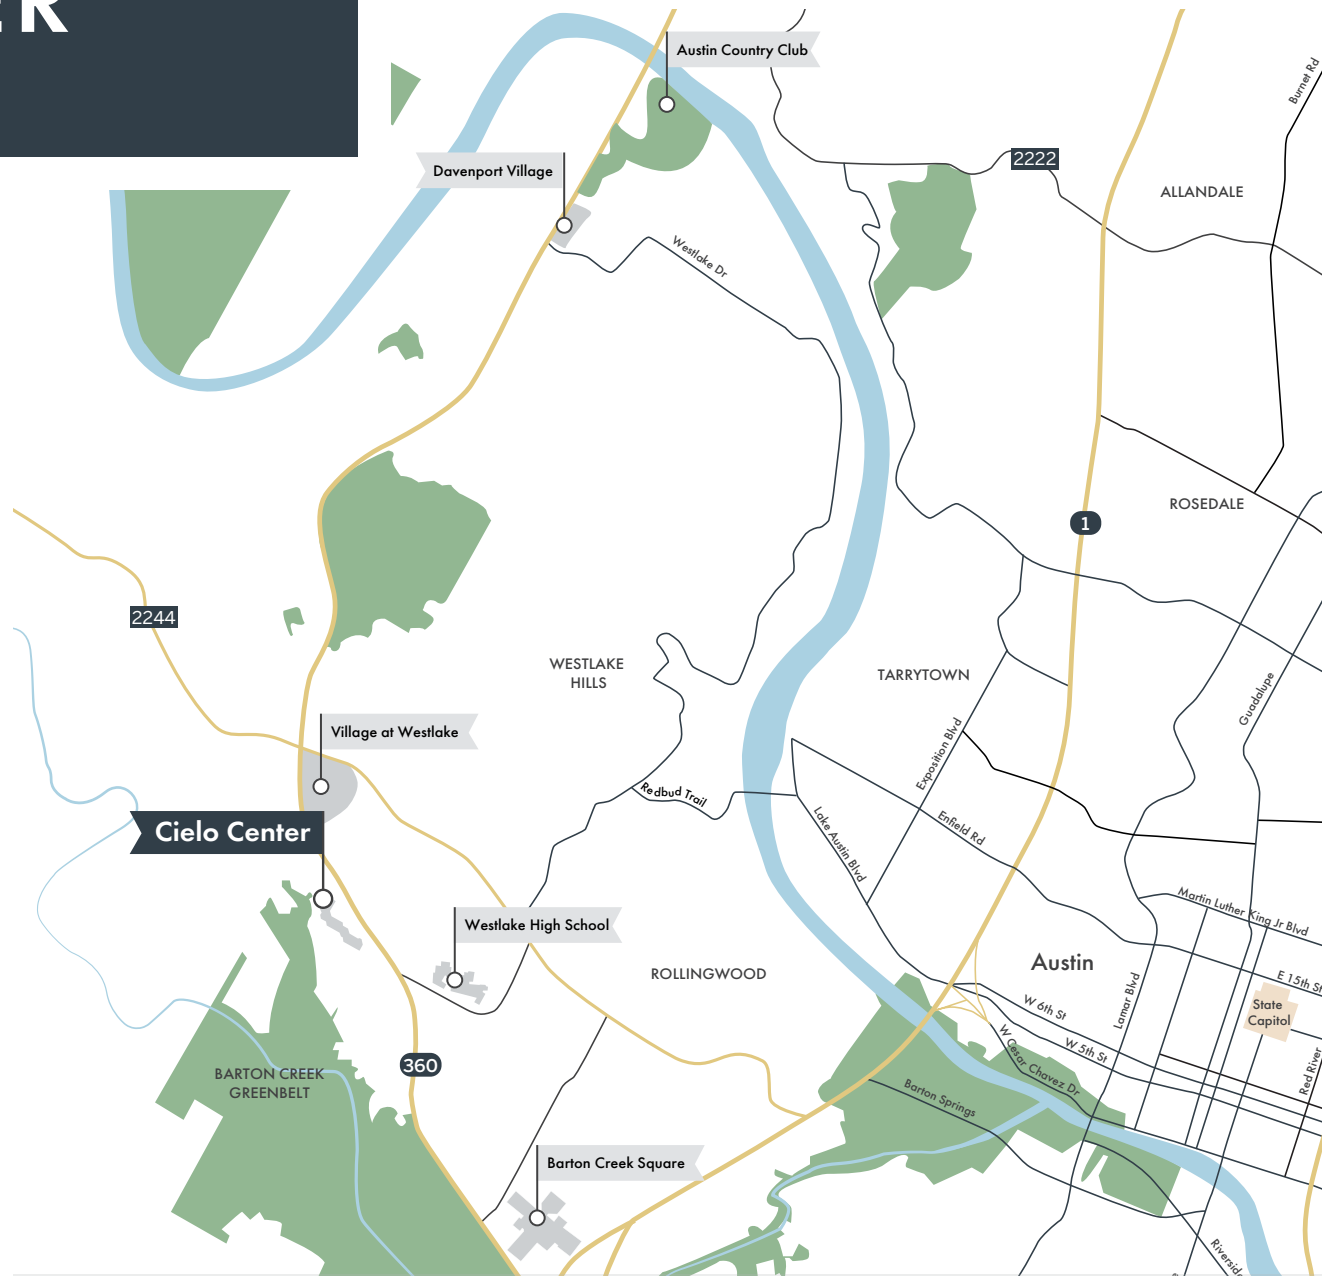 Austin Country Club
Burnet Rd
2222
Davenport Village
ALLANDALE
Westlake Dr
ROSEDALE
1
2244
WESTLAKE
HILLS
TARRYTOWN
Guadalupe
Village at Westlake
Exposition Blvd
Redbud Trail
Cielo Center
Lake Austin Blvd
Enfield Rd
Martin Luther King Jr Blvd
Westlake High School
Austin
ROLLINGWOOD
E 15th St
Lamar Blvd
W 6th St
State
Capitol
W 5th St
W Cesar Chavez Dr
360
Red River
BARTON CREEK
GREENBELT
Barton Springs
Barton Creek Square